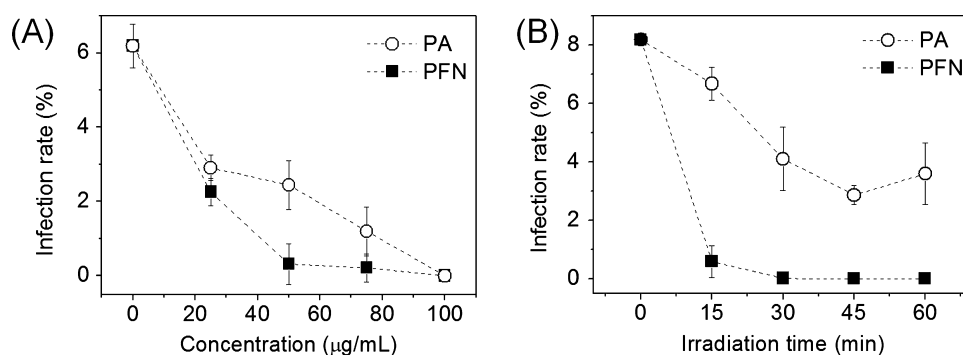 (A)
PA
PFN
Infection rate (%)
6
4
2
0
0 20 40 60 80 100
Concentration (μg/mL)
(B)
PA
PFN
Infection rate (%)
8
6
4
2
0
0 15 30 45 60
Irradiation time (min)